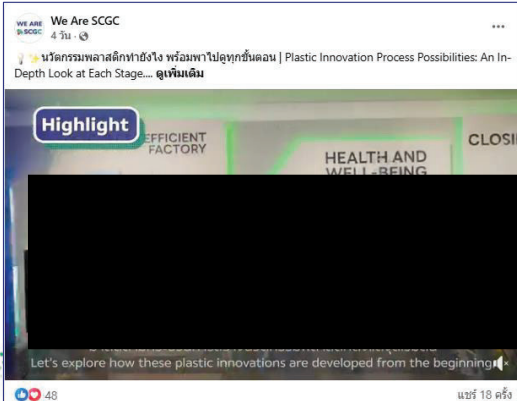 WE ARE
SCGC
We Are SCGC
4 วัน ·
💡✨นวัตกรรมพลาสติกทำยังไง พร้อมพาไปดูทุกขั้นตอน | Plastic Innovation Process Possibilities: An In-
Depth Look at Each Stage.... ดูเพิ่มเติม
Highlight
EFFICIENT
FACTORY
HEALTH AND
WELL-BEING
Let's explore how these plastic innovations are developed from the beginning
48
แชร์ 18 ครั้ง